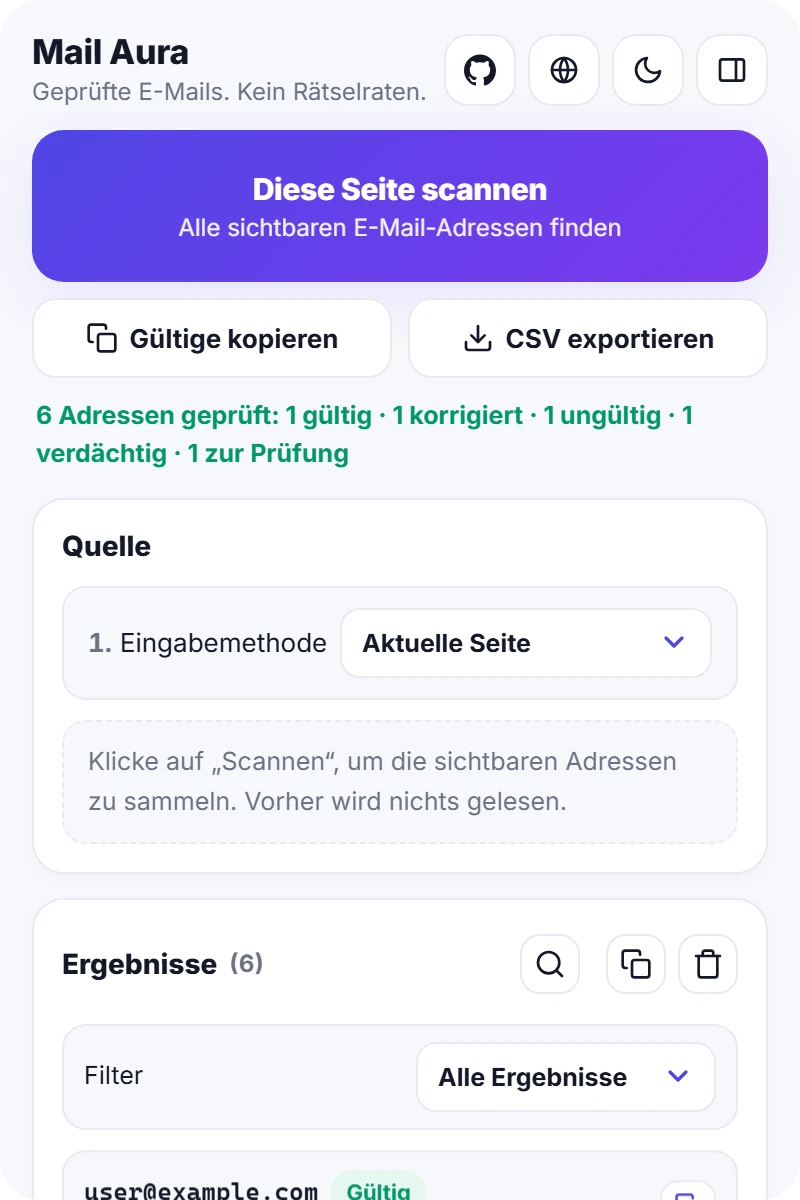 Mail Aura
Geprüfte E-Mails. Kein Rätselraten.
Diese Seite scannen
Alle sichtbaren E-Mail-Adressen finden
Gültige kopieren
CSV exportieren
6 Adressen geprüft: 1 gültig · 1 korrigiert · 1 ungültig · 1
verdächtig · 1 zur Prüfung
Quelle
1. Eingabemethode
Aktuelle Seite
Klicke auf „Scannen“, um die sichtbaren Adressen
zu sammeln. Vorher wird nichts gelesen.
Ergebnisse (6)
Filter
Alle Ergebnisse
user@example.com Gültig